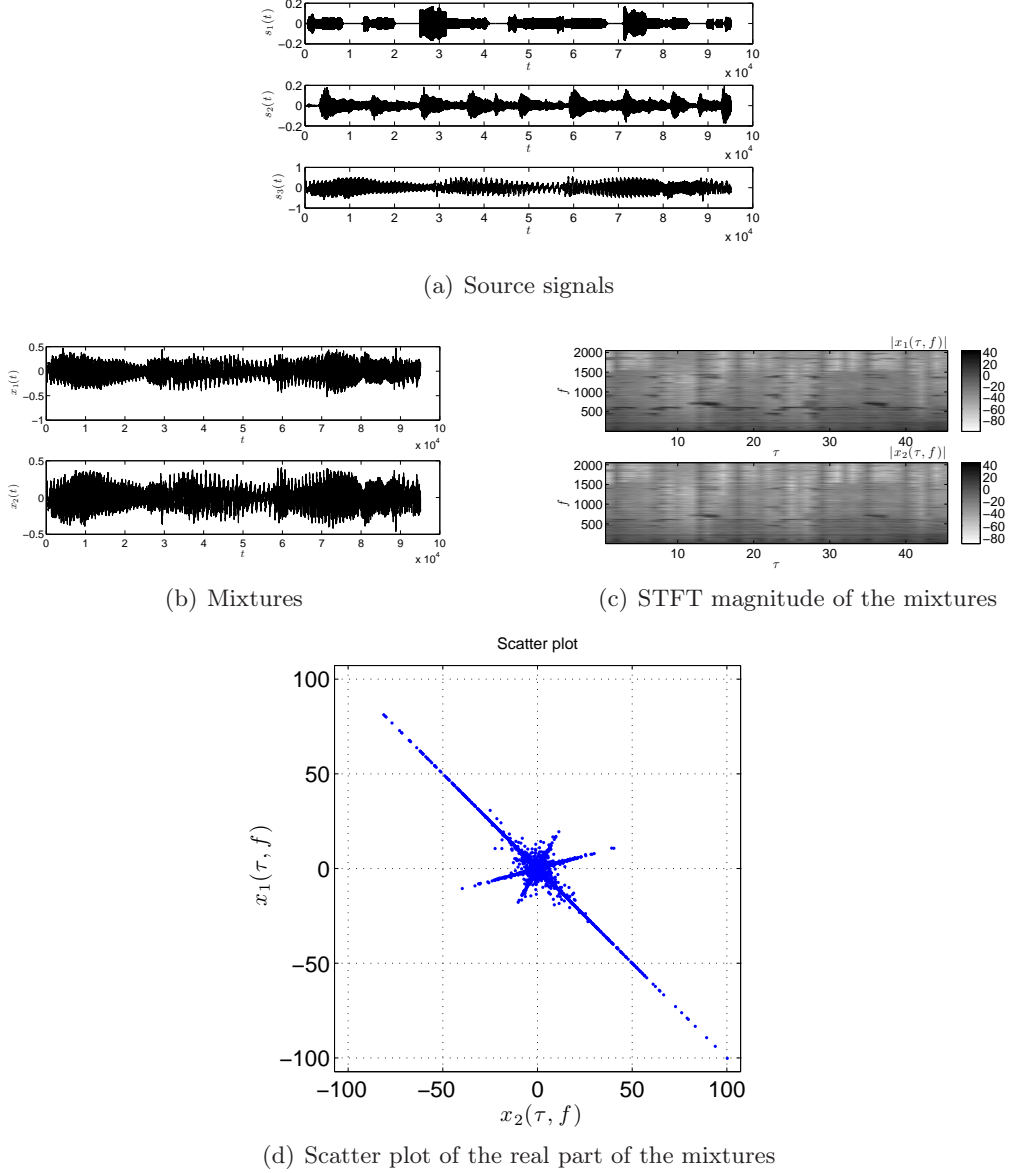 0.2
0
−0.2
s1(t)
0 1 2 3 4 5 6 7 8 9 10
t
x 10^4
0.2
0
−0.2
s2(t)
0 1 2 3 4 5 6 7 8 9 10
t
x 10^4
1
0
−1
s3(t)
0 1 2 3 4 5 6 7 8 9 10
t
x 10^4
(a) Source signals
0.5
0
−0.5
−1
x1(t)
0 1 2 3 4 5 6 7 8 9 10
t
x 10^4
0.5
0
−0.5
x2(t)
0 1 2 3 4 5 6 7 8 9 10
t
x 10^4
(b) Mixtures
|x1(τ, f)|
2000
1500
1000
500
f
10 20 30 40
τ
40
20
0
−20
−40
−60
−80
|x2(τ, f)|
2000
1500
1000
500
f
10 20 30 40
τ
40
20
0
−20
−40
−60
−80
(c) STFT magnitude of the mixtures
Scatter plot
100
50
0
−50
−100
x1(τ, f)
−100 −50 0 50 100
x2(τ, f)
(d) Scatter plot of the real part of the mixtures